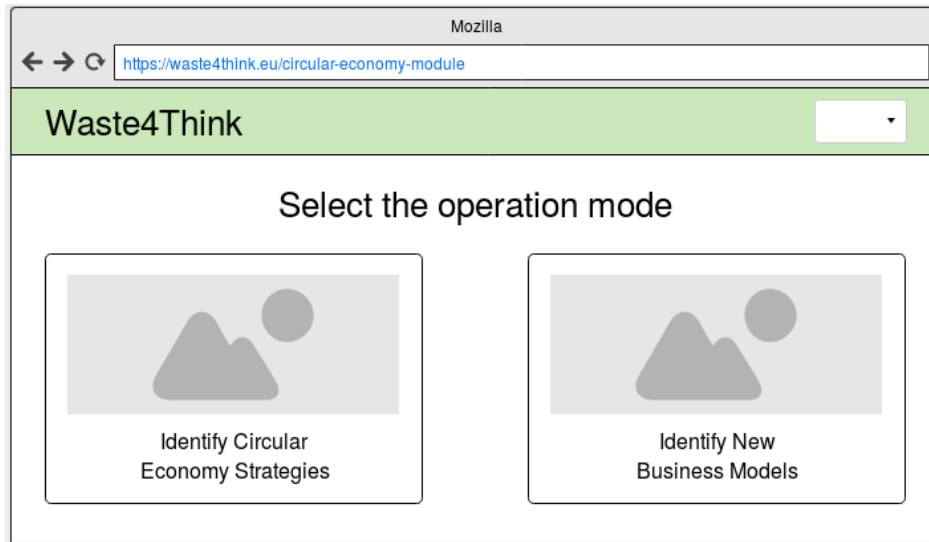 Mozilla
https://waste4think.eu/circular-economy-module
Waste4Think
Select the operation mode
Identify Circular
Economy Strategies
Identify New
Business Models